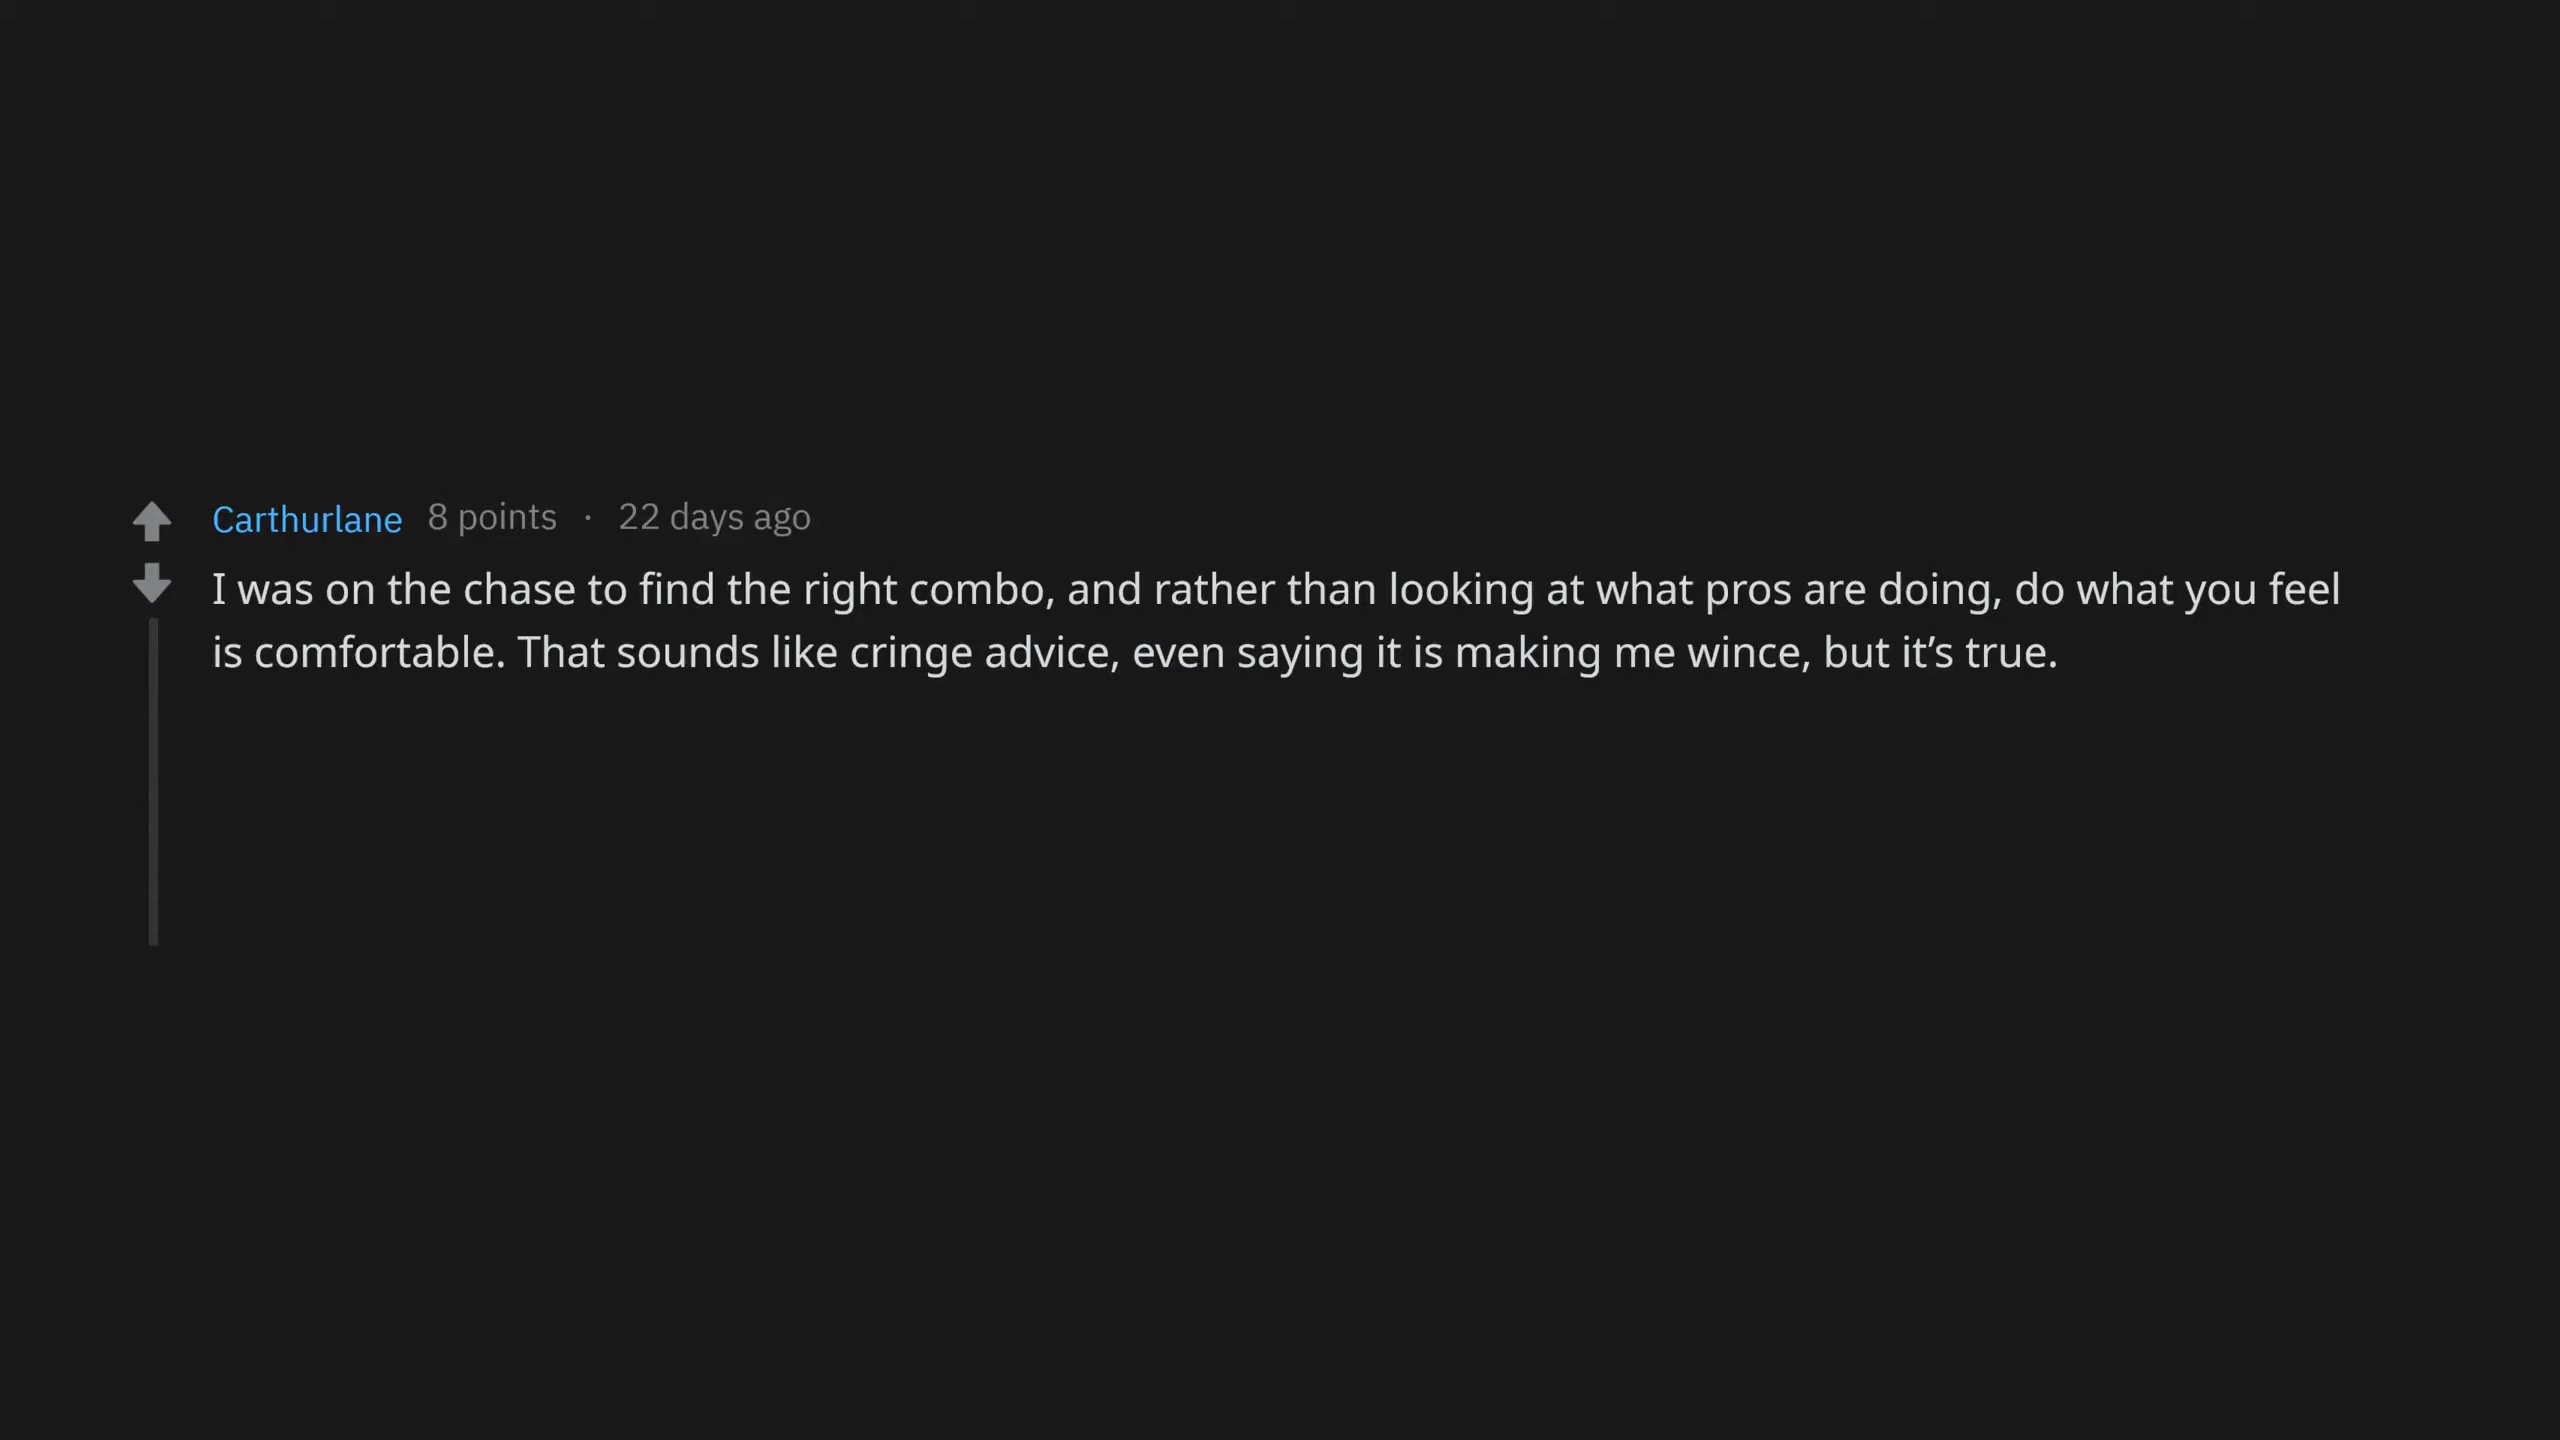 Carthurlane 8 points · 22 days ago
I was on the chase to find the right combo, and rather than looking at what pros are doing, do what you feel
is comfortable. That sounds like cringe advice, even saying it is making me wince, but it’s true.